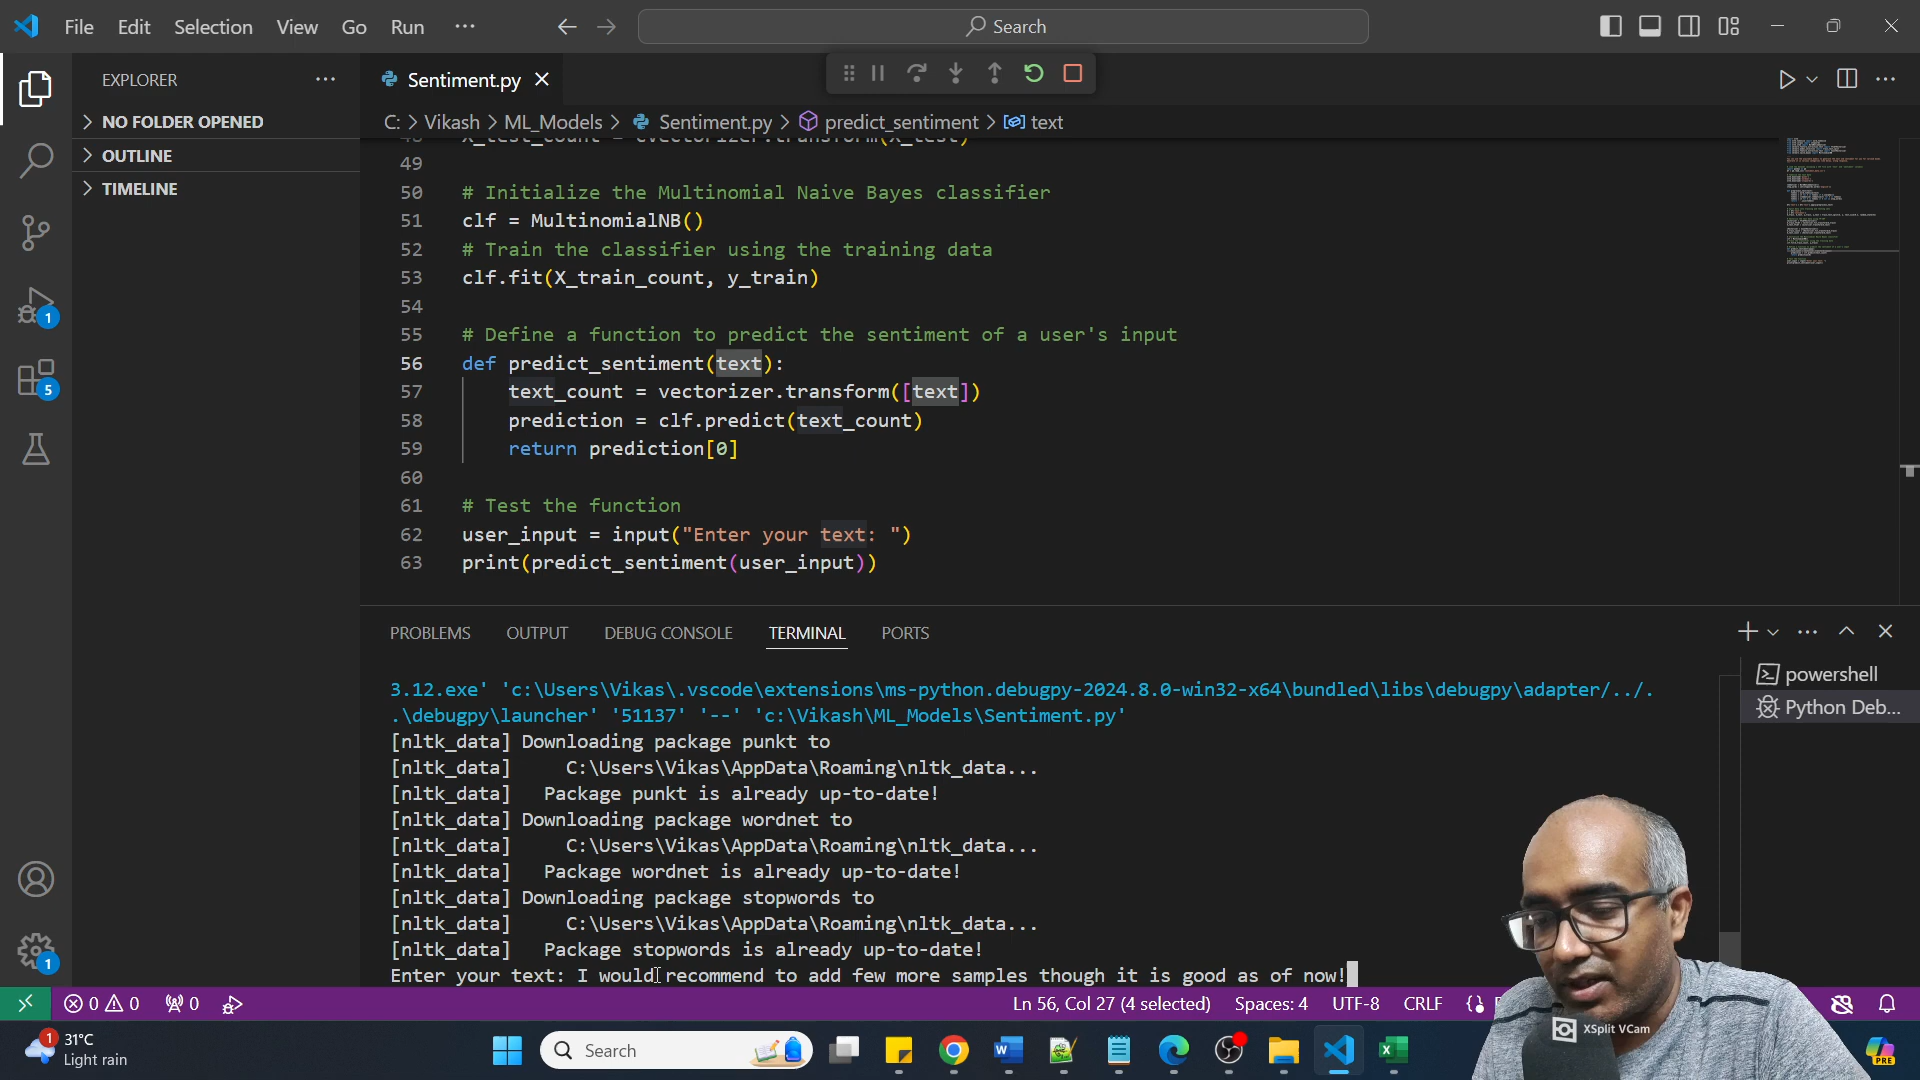 File Edit Selection View Go Run ···
Search
EXPLORER
NO FOLDER OPENED
OUTLINE
TIMELINE
1
5
1
Sentiment.py
C: > Vikash > ML_Models > Sentiment.py > predict_sentiment > text
49
50 # Initialize the Multinomial Naive Bayes classifier
51 clf = MultinomialNB()
52 # Train the classifier using the training data
53 clf.fit(X_train_count, y_train)
54
55 # Define a function to predict the sentiment of a user's input
56 def predict_sentiment(text):
57 text_count = vectorizer.transform([text])
58 prediction = clf.predict(text_count)
59 return prediction[0]
60
61 # Test the function
62 user_input = input("Enter your text: ")
63 print(predict_sentiment(user_input))
PROBLEMS OUTPUT DEBUG CONSOLE TERMINAL PORTS
powershell
Python Deb...
3.12.exe' 'c:\Users\Vikas\.vscode\extensions\ms-python.debugpy-2024.8.0-win32-x64\bundled\libs\debugpy\adapter/../.
.\debugpy\launcher' '51137' '--' 'c:\Vikash\ML_Models\Sentiment.py'
[nltk_data] Downloading package punkt to
[nltk_data] C:\Users\Vikas\AppData\Roaming\nltk_data...
[nltk_data] Package punkt is already up-to-date!
[nltk_data] Downloading package wordnet to
[nltk_data] C:\Users\Vikas\AppData\Roaming\nltk_data...
[nltk_data] Package wordnet is already up-to-date!
[nltk_data] Downloading package stopwords to
[nltk_data] C:\Users\Vikas\AppData\Roaming\nltk_data...
[nltk_data] Package stopwords is already up-to-date!
Enter your text: I would recommend to add few more samples though it is good as of now!
0 0 0 Ln 56, Col 27 (4 selected) Spaces: 4 UTF-8 CRLF {}
XSplit VCam
1
31°C
Light rain
Search
PRE